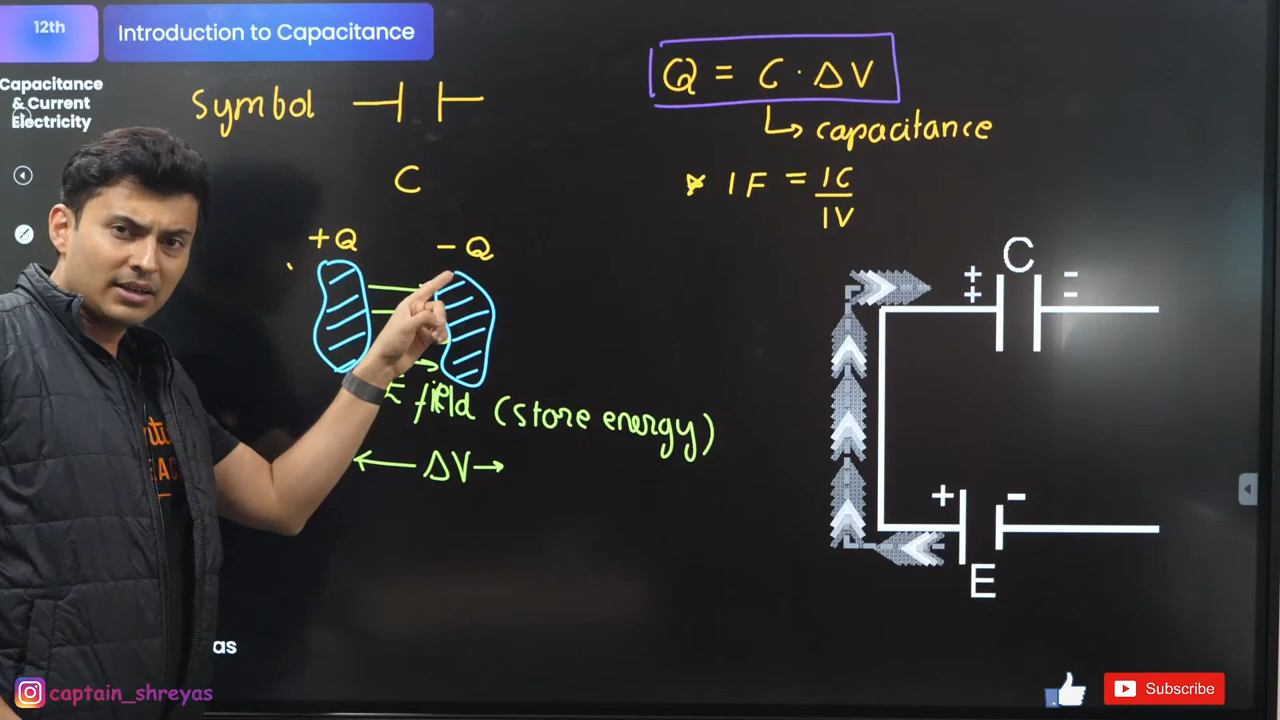 12th
Introduction to Capacitance
Capacitance
& Current
Electricity
Symbol
C
+Q
-Q
E field (store energy)
ΔV
Q = C · ΔV
capacitance
1F = 1C
1V
C
+
+
-
-
+
-
E
as
captain_shreyas
Subscribe